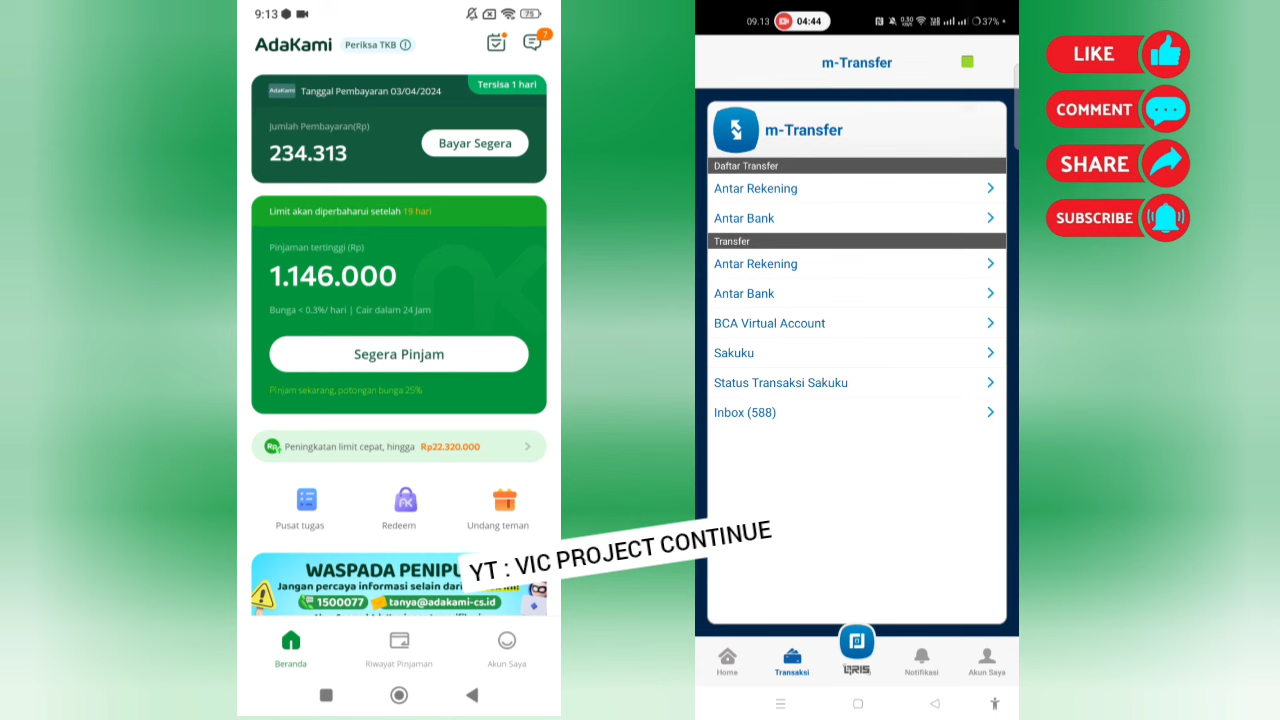 9:13
75
AdaKami
Periksa TKB
7
Tersisa 1 hari
AdaKami
Tanggal Pembayaran 03/04/2024
Jumlah Pembayaran(Rp)
234.313
Bayar Segera
Limit akan diperbaharui setelah 19 hari
Pinjaman tertinggi (Rp)
1.146.000
Bunga < 0.3%/ hari | Cair dalam 24 Jam
Segera Pinjam
Pinjam sekarang, potongan bunga 25%
Peningkatan limit cepat, hingga Rp22.320.000
Pusat tugas
Redeem
Undang teman
WASPADA PENIPU
Jangan percaya informasi selain dari
1500077
tanya@adakami-cs.id
Beranda
Riwayat Pinjaman
Akun Saya
YT : VIC PROJECT CONTINUE
09.13
04:44
37%
m-Transfer
m-Transfer
Daftar Transfer
Antar Rekening
Antar Bank
Transfer
Antar Rekening
Antar Bank
BCA Virtual Account
Sakuku
Status Transaksi Sakuku
Inbox (588)
Home
Transaksi
QRIS
Notifikasi
Akun Saya
LIKE
COMMENT
SHARE
SUBSCRIBE